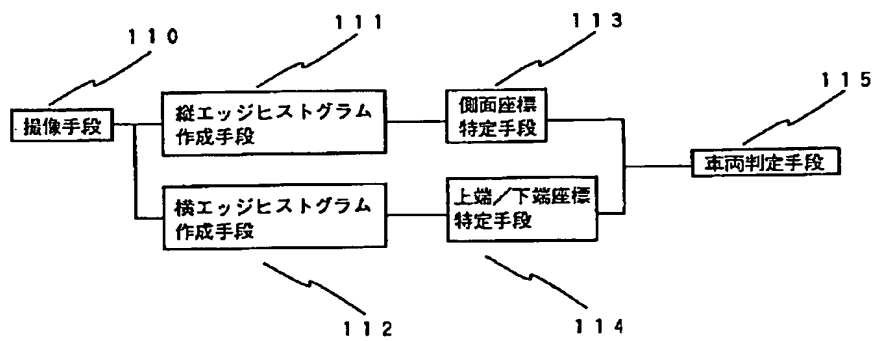 110
111
113
115
撮像手段
縦エッジヒストグラム
作成手段
側面座標
特定手段
車両判定手段
横エッジヒストグラム
作成手段
上端／下端座標
特定手段
112
114